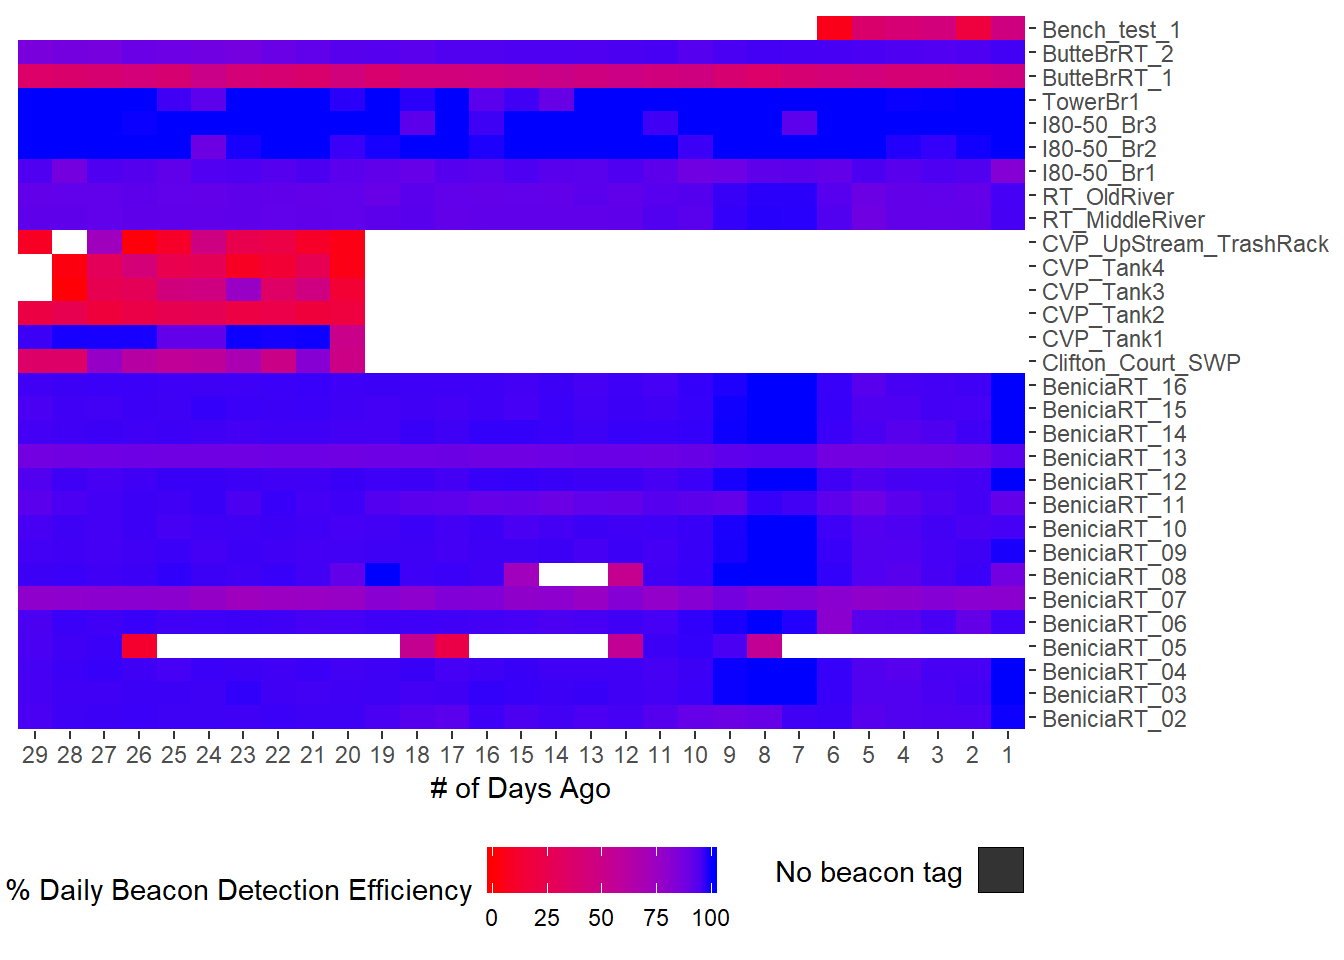 Bench_test_1
ButteBrRT_2
ButteBrRT_1
TowerBr1
I80-50_Br3
I80-50_Br2
I80-50_Br1
RT_OldRiver
RT_MiddleRiver
CVP_UpStream_TrashRack
CVP_Tank4
CVP_Tank3
CVP_Tank2
CVP_Tank1
Clifton_Court_SWP
BeniciaRT_16
BeniciaRT_15
BeniciaRT_14
BeniciaRT_13
BeniciaRT_12
BeniciaRT_11
BeniciaRT_10
BeniciaRT_09
BeniciaRT_08
BeniciaRT_07
BeniciaRT_06
BeniciaRT_05
BeniciaRT_04
BeniciaRT_03
BeniciaRT_02
29 28 27 26 25 24 23 22 21 20 19 18 17 16 15 14 13 12 11 10 9 8 7 6 5 4 3 2 1
# of Days Ago
% Daily Beacon Detection Efficiency
0 25 50 75 100
No beacon tag